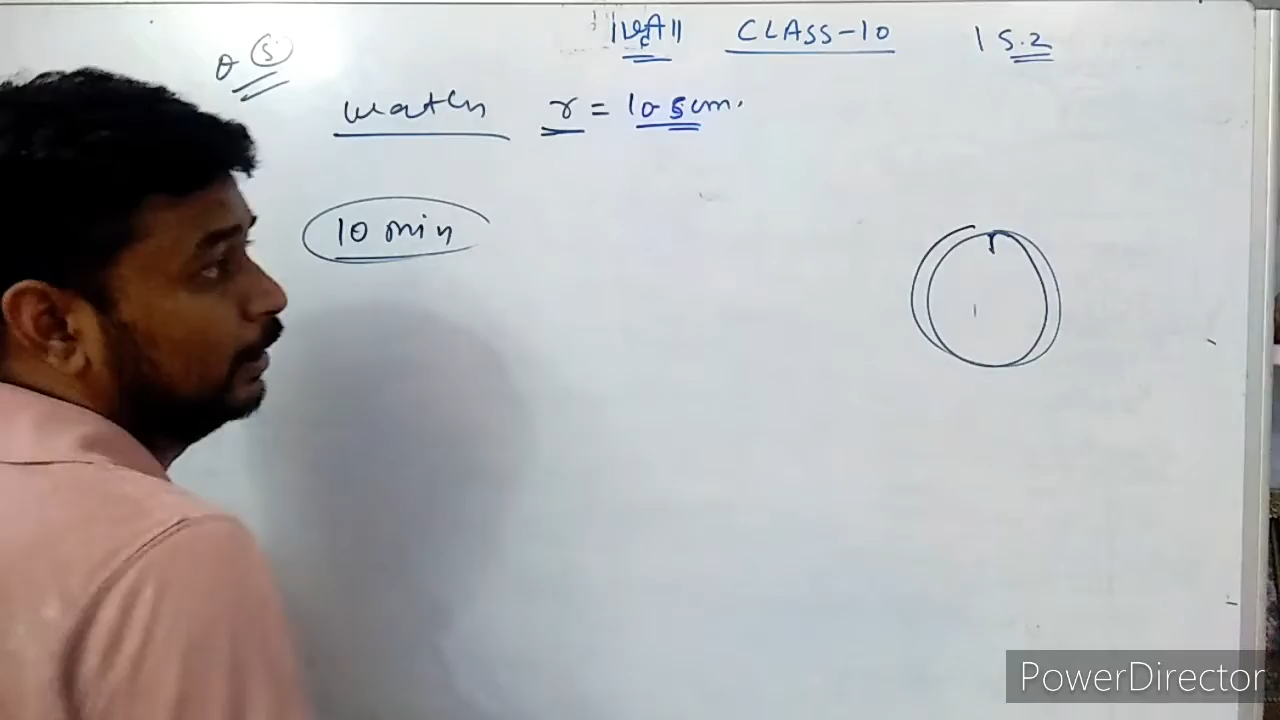 ॥श्री॥ CLASS-10 15.2
Q (5)
watch r = 10.5cm.
10 min
PowerDirector